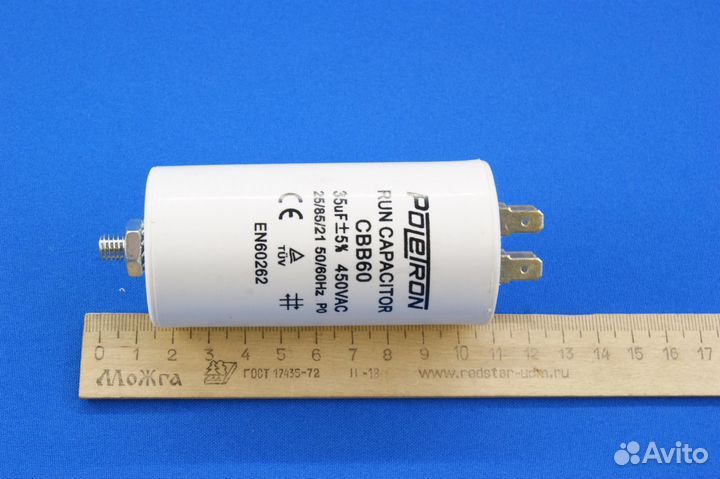 POLEIRON
RUN CAPACITOR
CBB60
35uF±5% 450VAC
25/85/21 50/60Hz P0
CE TÜV
EN60262
0 1 2 3 4 5 6 7 8 9 10 11 12 13 14 15 16 17
МоЖга ГОСТ 17435-72 www.redstar-udm.ru
Avito